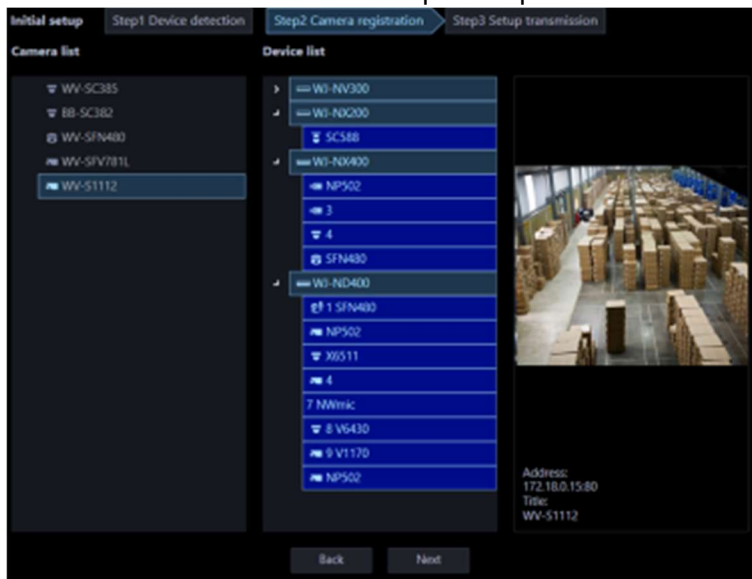 Initial setup Step1 Device detection Step2 Camera registration Step3 Setup transmission
Camera list
WV-SC385
BB-SC382
WV-SFN480
WV-SFV781L
WV-S1112
Device list
WJ-NV300
WJ-NX200
SC588
WJ-NX400
NP502
3
4
SFN480
WJ-ND400
1 SFN480
NP502
X6511
4
7 NWmic
8 V6430
9 V1170
NP502
Address:
172.18.0.15:80
Title:
WV-S1112
Back Next